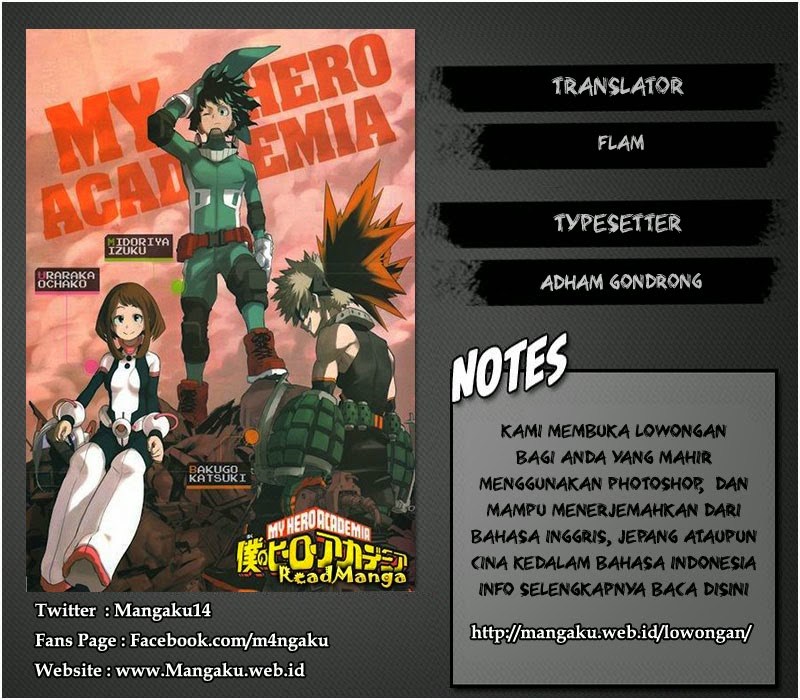 MY HERO
ACADEMIA
MIDORIYA
IZUKU
URARAKA
OCHAKO
BAKUGO
KATSUKI
MY HERO ACADEMIA
僕のヒーローアカデミア
ReadManga
Twitter : Mangaku14
Fans Page : Facebook.com/m4ngaku
Website : www.Mangaku.web.id
TRANSLATOR
FLAM
TYPESETTER
ADHAM GONDRONG
NOTES
KAMI MEMBUKA LOWONGAN
BAGI ANDA YANG MAHIR
MENGGUNAKAN PHOTOSHOP, DAN
MAMPU MENERJEMAHKAN DARI
BAHASA INGGRIS, JEPANG ATAUPUN
CINA KEDALAM BAHASA INDONESIA
INFO SELENGKAPNYA BACA DISINI
http://mangaku.web.id/lowongan/